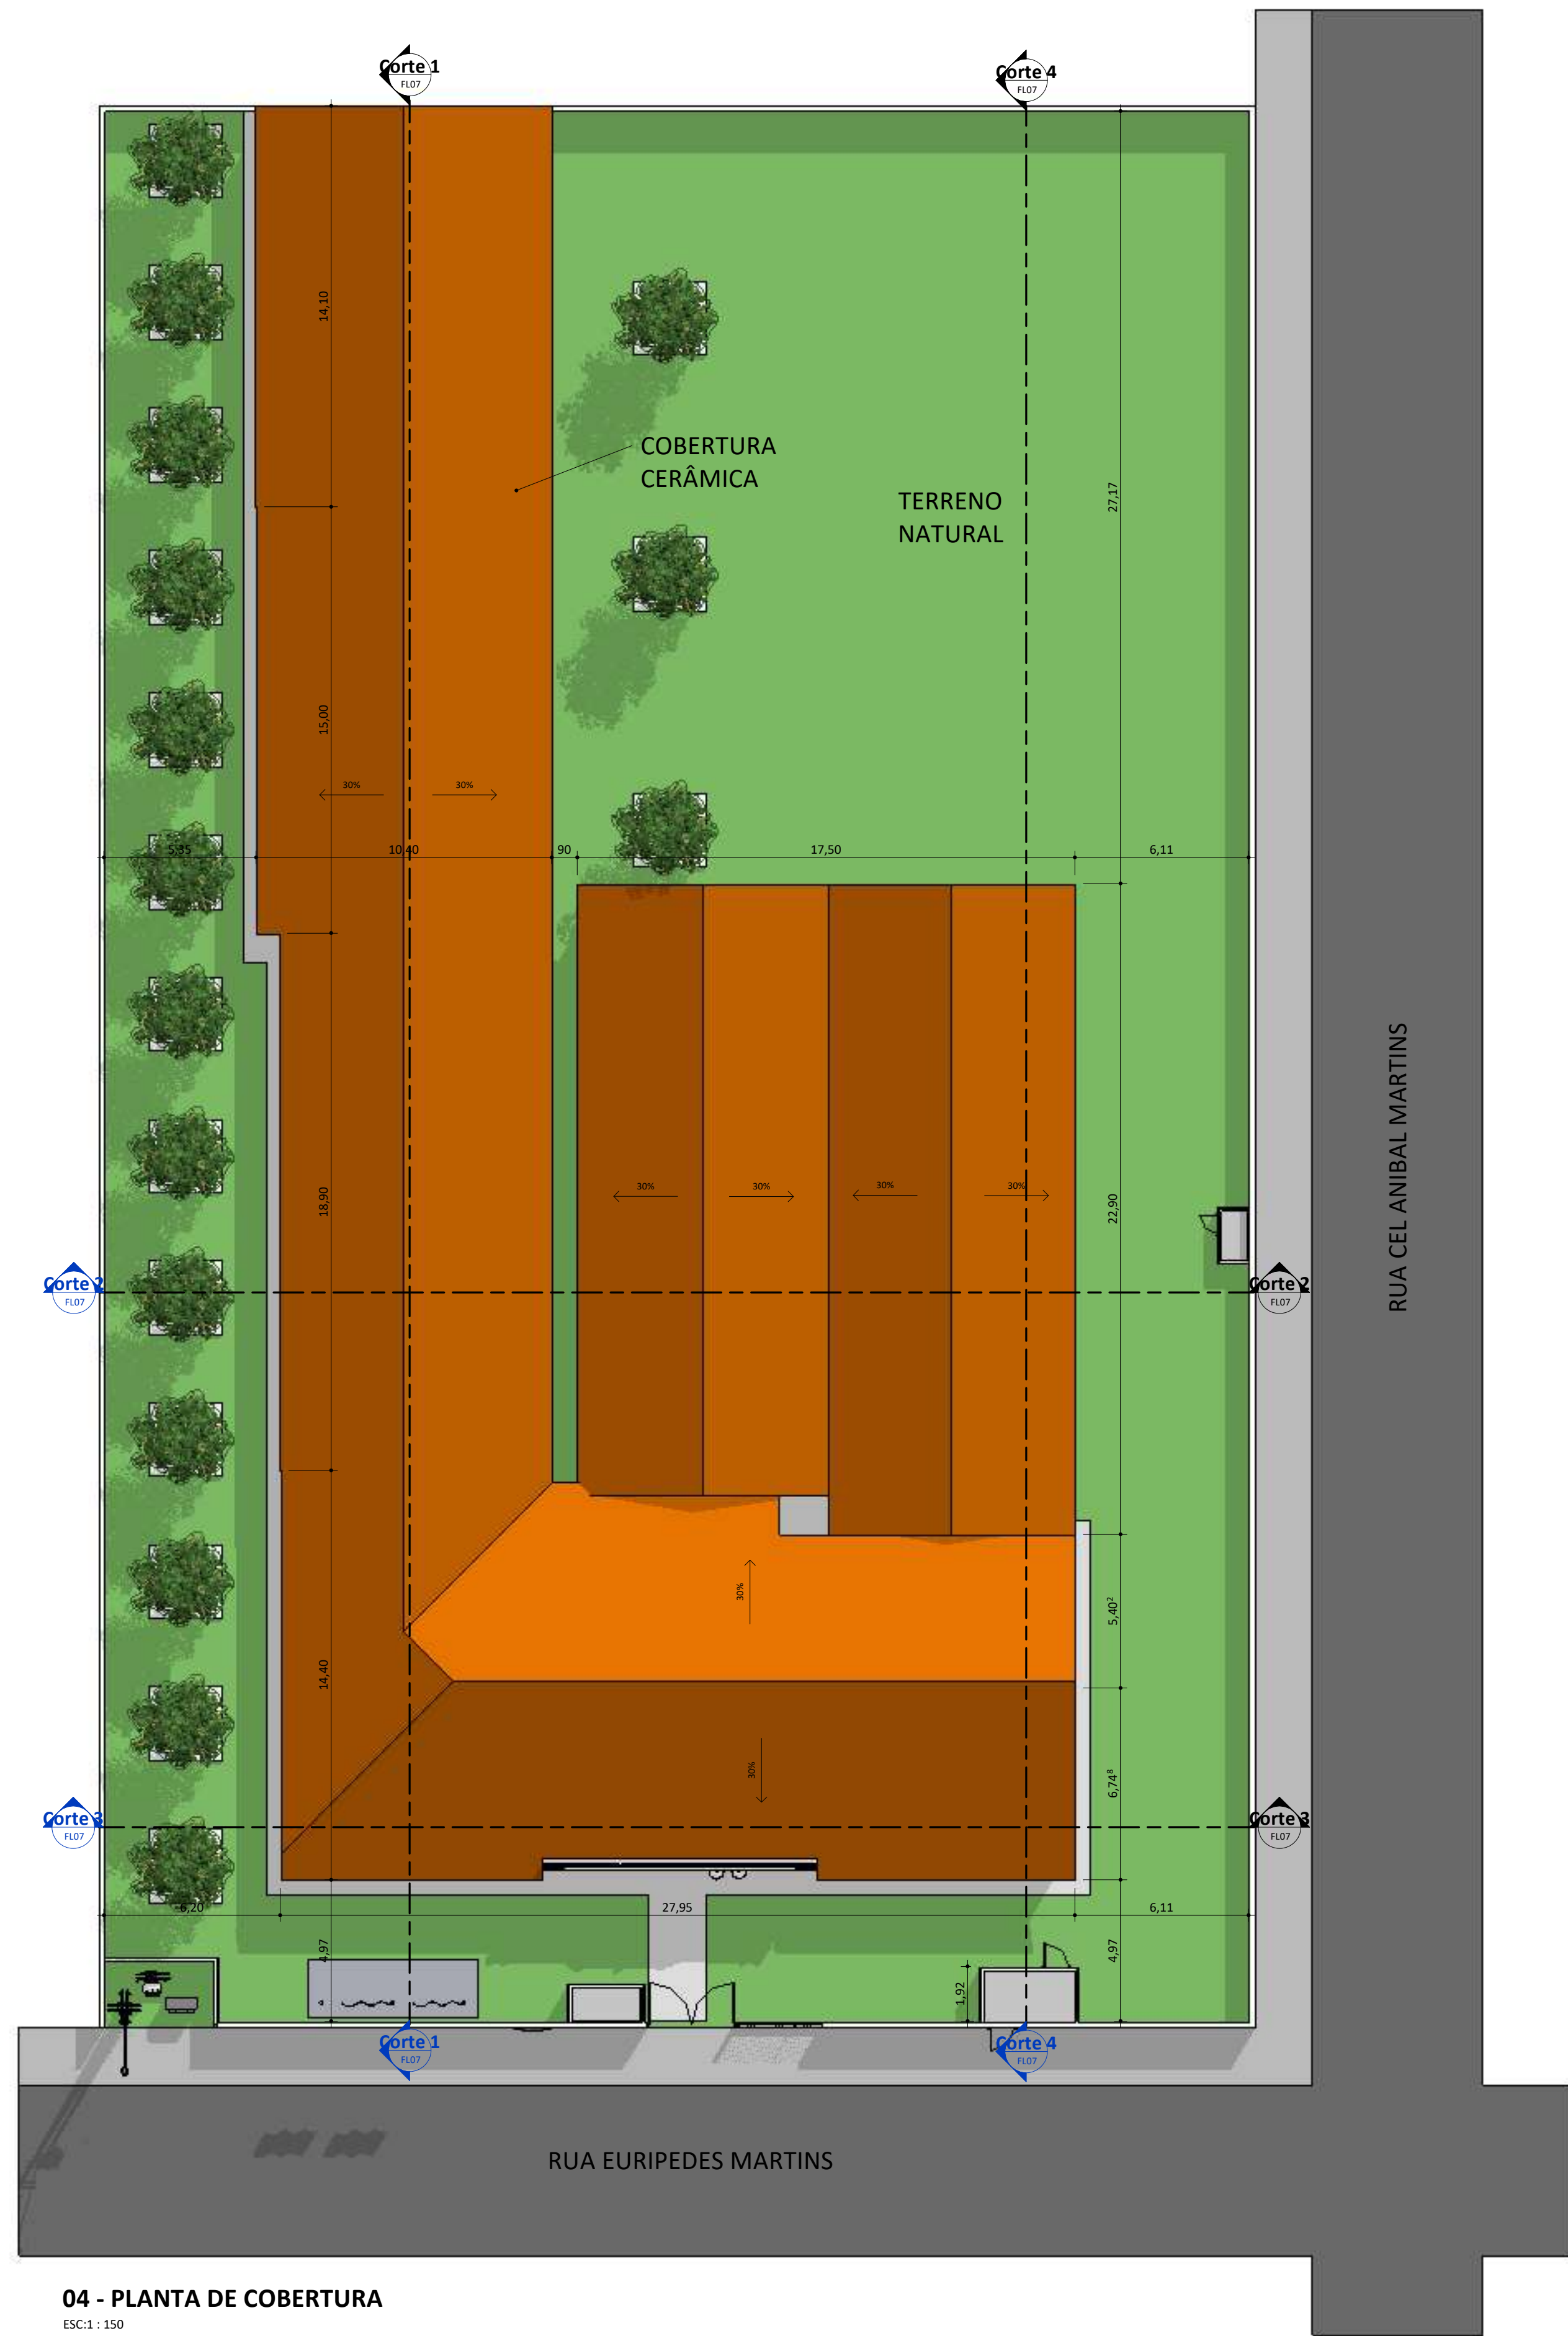 Corte 1
FL07
Corte 4
FL07
14,10
COBERTURA
CERÂMICA
TERRENO
NATURAL
27,17
15,00
30%
30%
5,35
10,40
90
17,50
6,11
RUA CEL ANIBAL MARTINS
18,90
30%
30%
30%
30%
22,90
Corte 2
FL07
Corte 2
FL07
30%
5,40²
14,40
30%
6,74⁸
Corte 3
FL07
Corte 3
FL07
6,20
27,95
6,11
4,97
1,92
4,97
Corte 1
FL07
Corte 4
FL07
RUA EURIPEDES MARTINS
04 - PLANTA DE COBERTURA
ESC:1 : 150